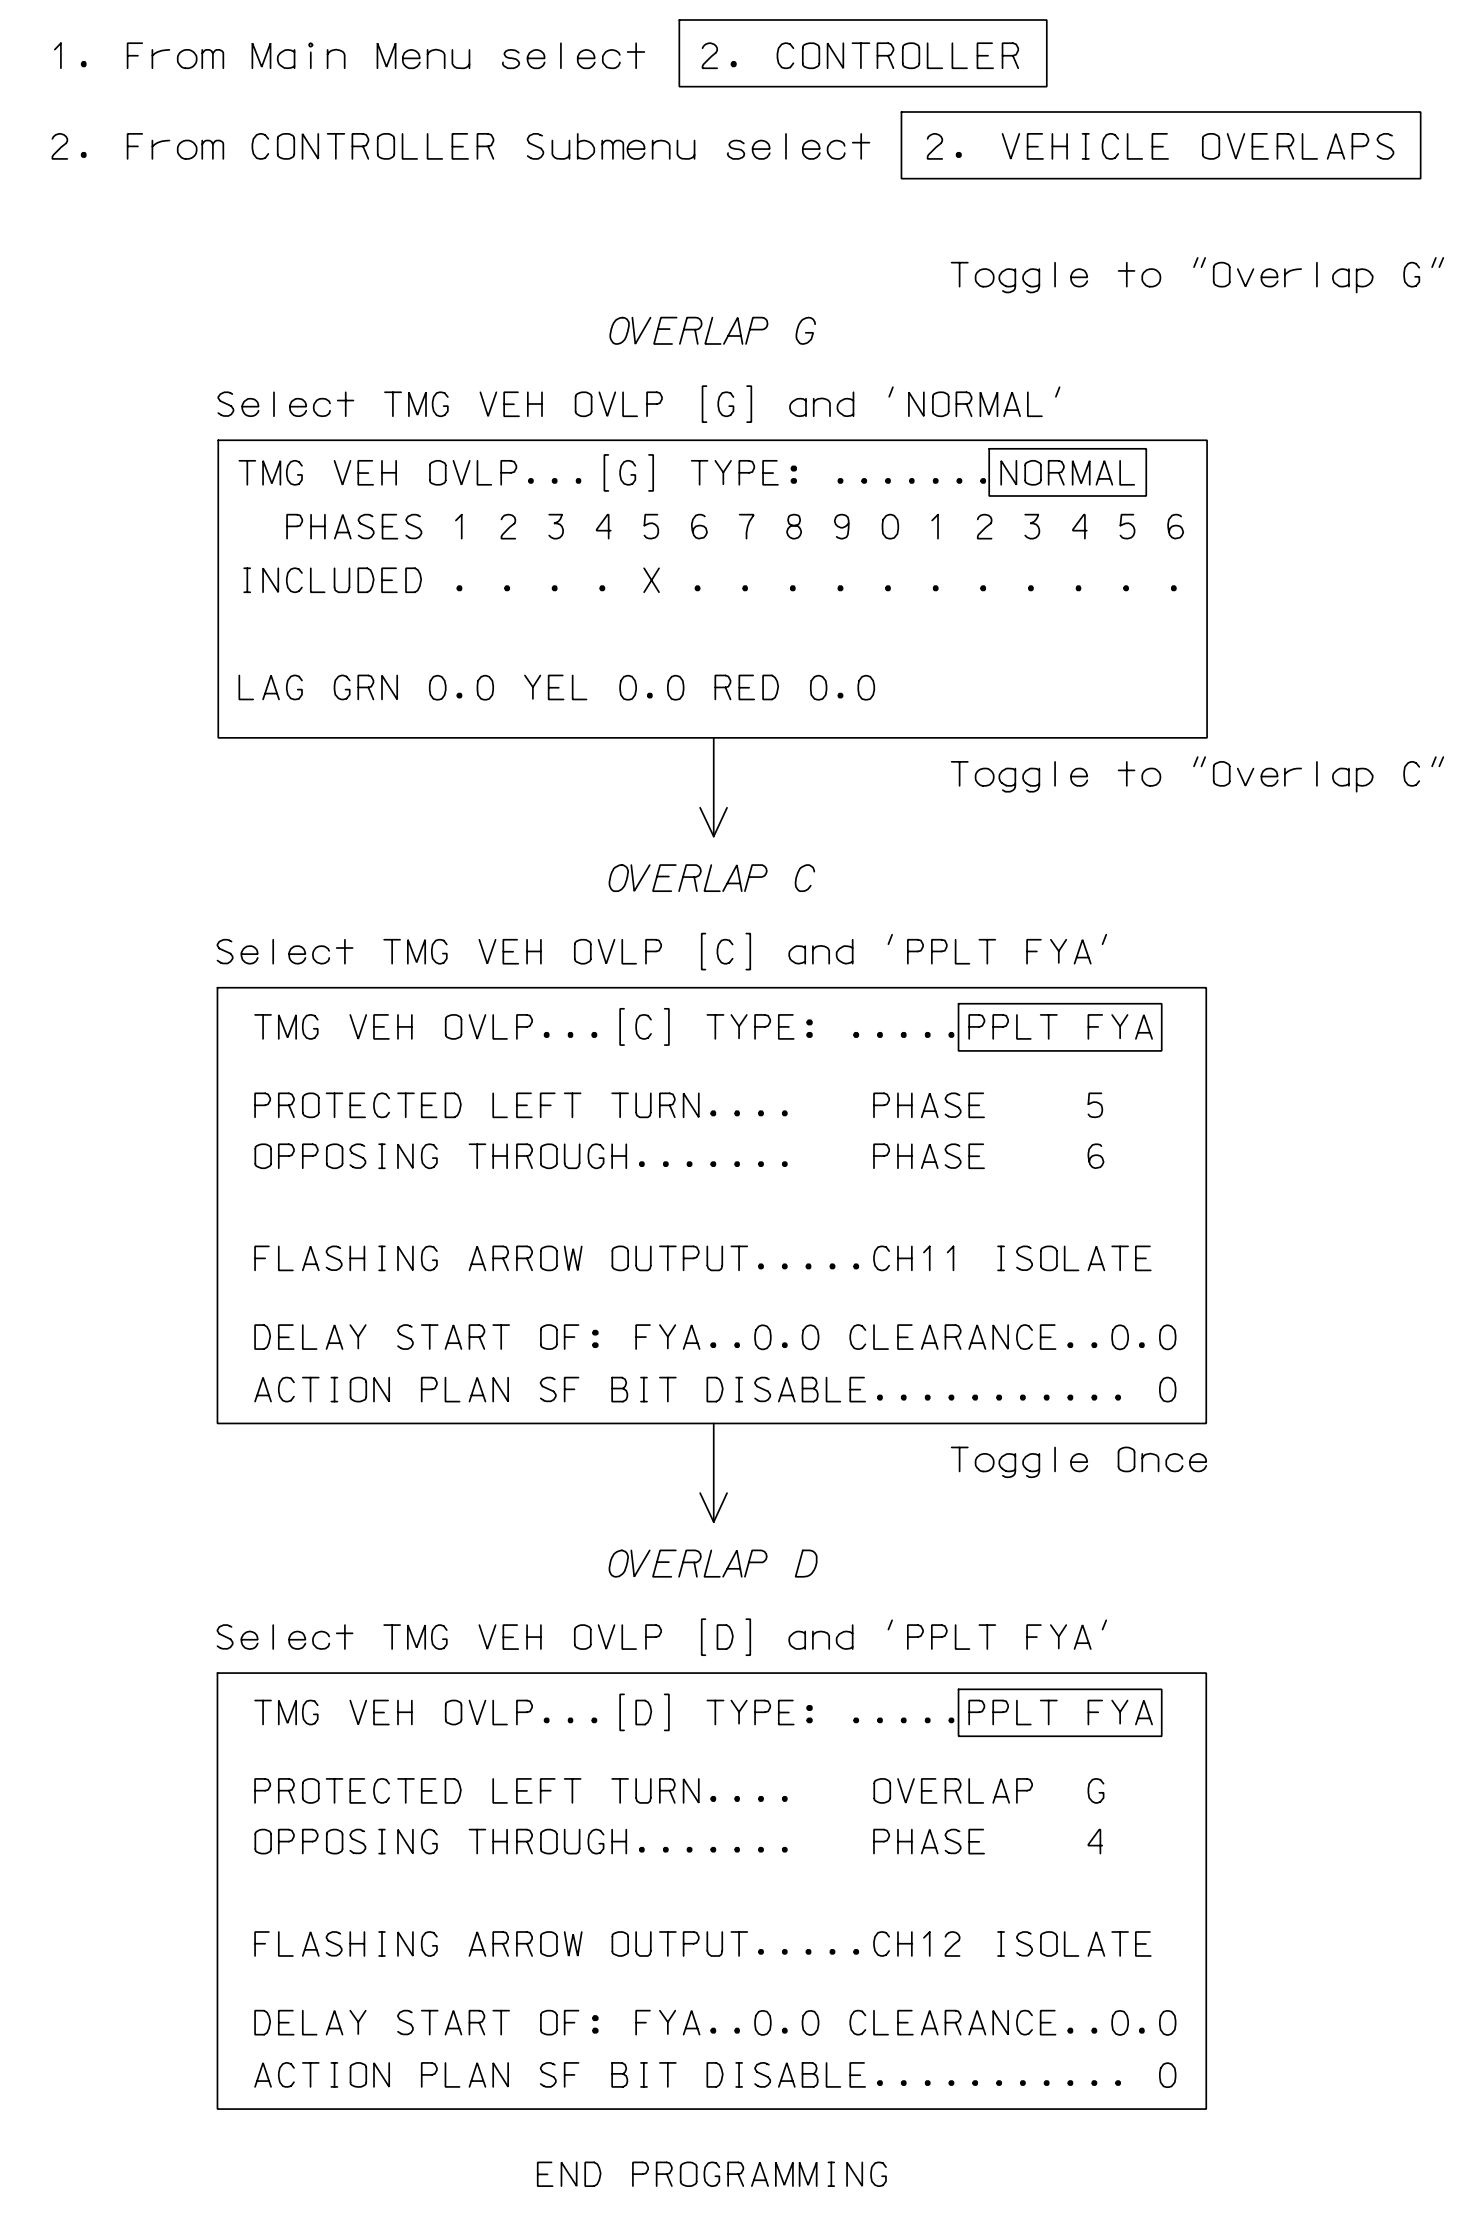 1. From Main Menu select 2. CONTROLLER
2. From CONTROLLER Submenu select 2. VEHICLE OVERLAPS
Toggle to "Overlap G"
OVERLAP G
Select TMG VEH OVLP [G] and 'NORMAL'
TMG VEH OVLP...[G] TYPE: .......NORMAL
PHASES 1 2 3 4 5 6 7 8 9 0 1 2 3 4 5 6
INCLUDED . . . . X . . . . . . . . . . .
LAG GRN 0.0 YEL 0.0 RED 0.0
Toggle to "Overlap C"
OVERLAP C
Select TMG VEH OVLP [C] and 'PPLT FYA'
TMG VEH OVLP...[C] TYPE: .....PPLT FYA
PROTECTED LEFT TURN.... PHASE 5
OPPOSING THROUGH....... PHASE 6
FLASHING ARROW OUTPUT.....CH11 ISOLATE
DELAY START OF: FYA..0.0 CLEARANCE..0.0
ACTION PLAN SF BIT DISABLE........... 0
Toggle Once
OVERLAP D
Select TMG VEH OVLP [D] and 'PPLT FYA'
TMG VEH OVLP...[D] TYPE: .....PPLT FYA
PROTECTED LEFT TURN.... OVERLAP G
OPPOSING THROUGH....... PHASE 4
FLASHING ARROW OUTPUT.....CH12 ISOLATE
DELAY START OF: FYA..0.0 CLEARANCE..0.0
ACTION PLAN SF BIT DISABLE........... 0
END PROGRAMMING